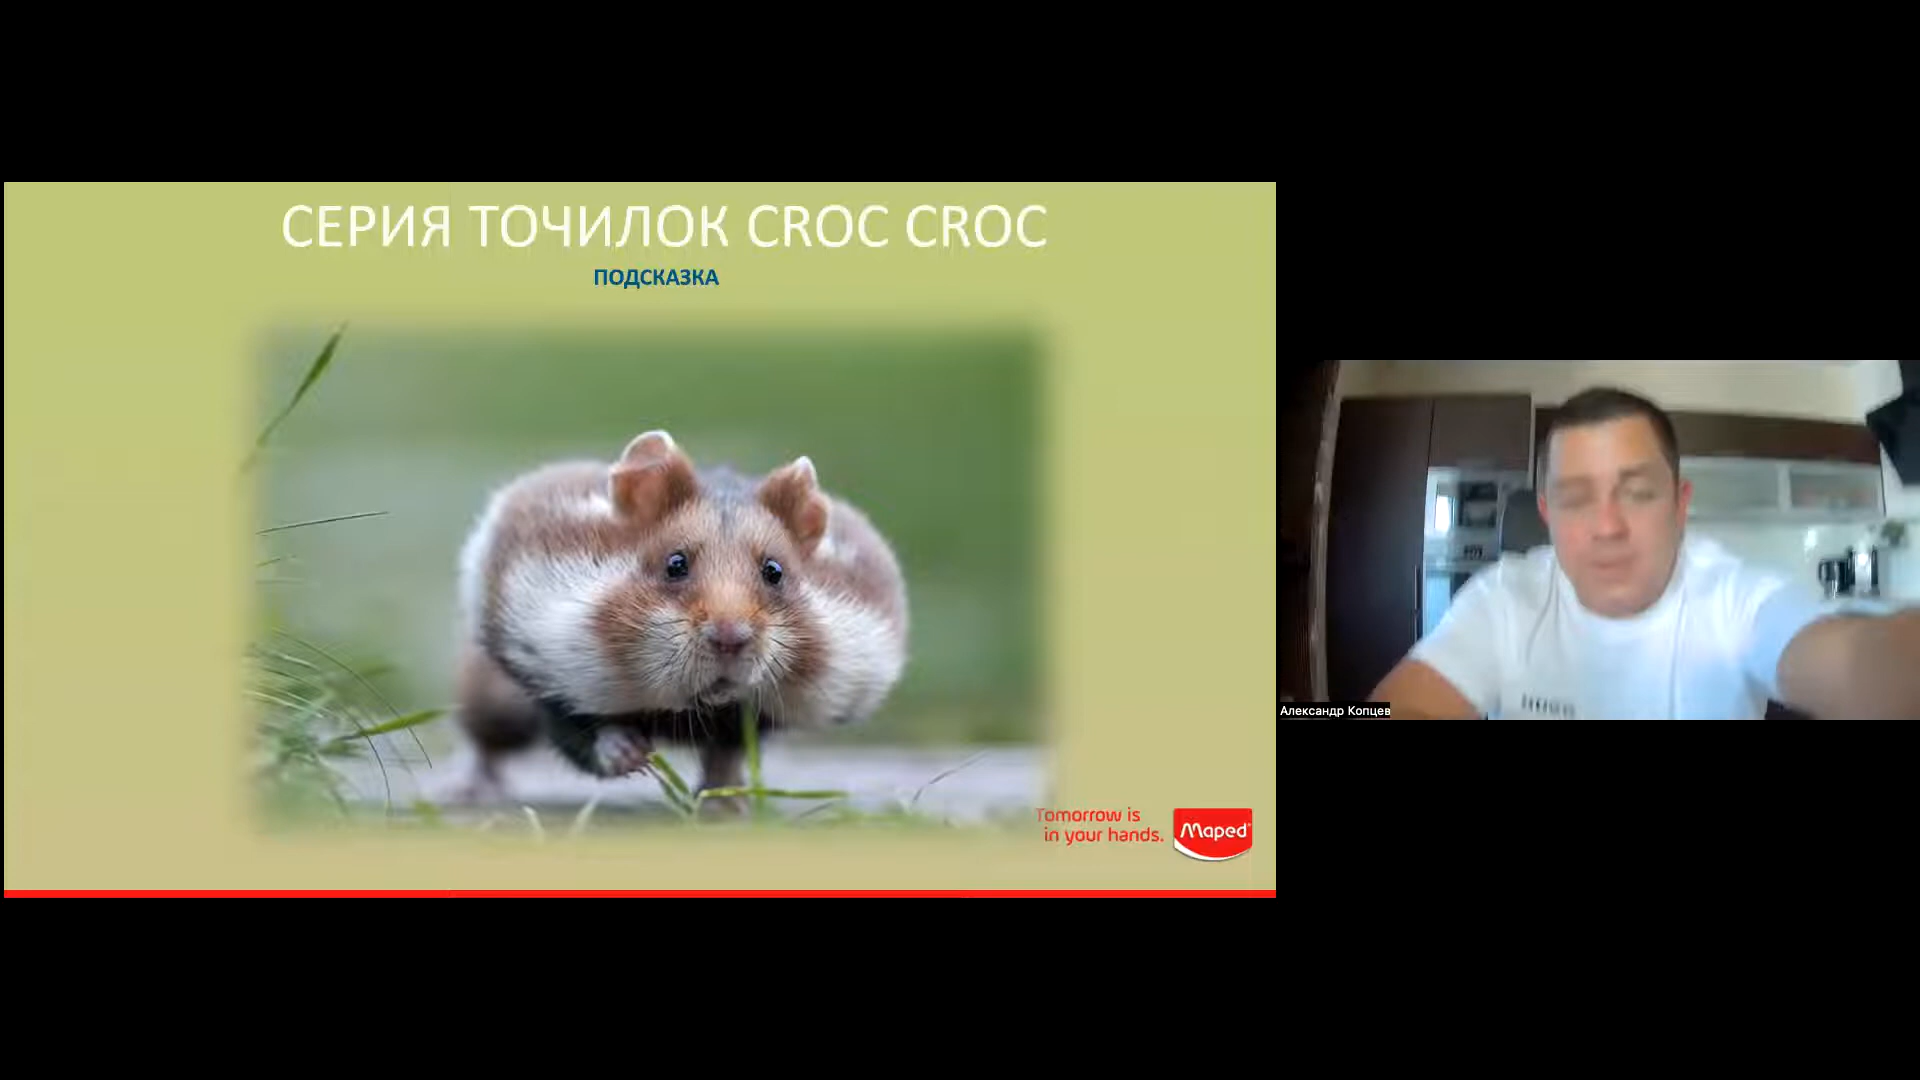 СЕРИЯ ТОЧИЛОК CROC CROC
ПОДСКАЗКА
Tomorrow is
in your hands.
Maped
Александр Копцев